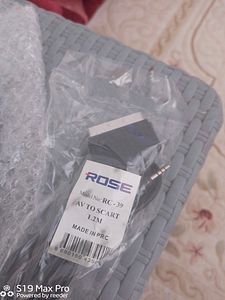 ROSE
Model No: RC-39
AV TO SCART
1.2M
MADE IN PRC
S19 Max Pro
Powered by reeder